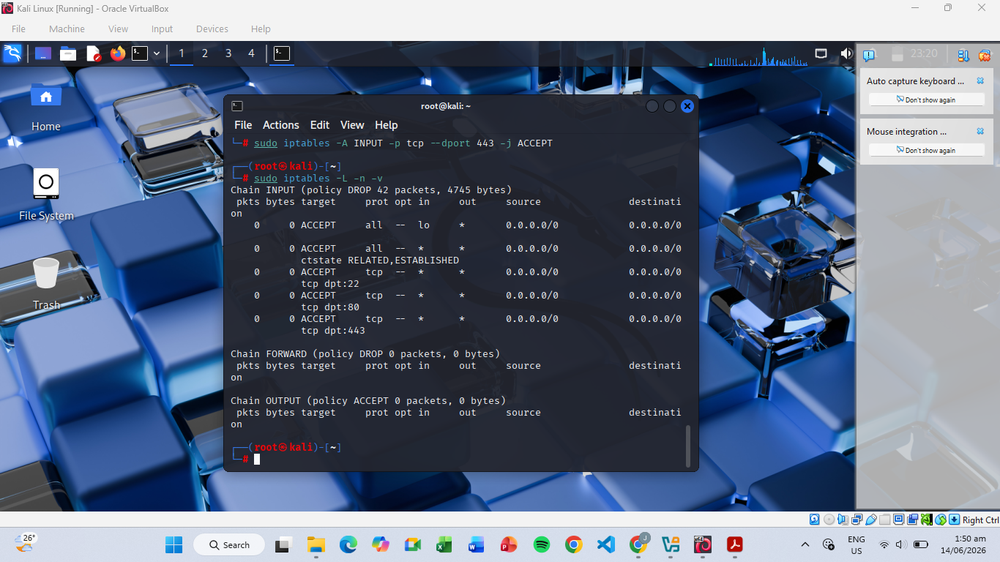 Kali Linux [Running] - Oracle VirtualBox
File Machine View Input Devices Help
1 2 3 4
23:20
Auto capture keyboard ...
Don't show again
Mouse integration ...
Don't show again
Home
File System
Trash
root@kali: ~
File Actions Edit View Help
└─# sudo iptables -A INPUT -p tcp --dport 443 -j ACCEPT
┌──(root㉿kali)-[~]
└─# sudo iptables -L -n -v
Chain INPUT (policy DROP 42 packets, 4745 bytes)
pkts bytes target prot opt in out source destinati
on
0 0 ACCEPT all -- lo * 0.0.0.0/0 0.0.0.0/0
0 0 ACCEPT all -- * * 0.0.0.0/0 0.0.0.0/0
ctstate RELATED,ESTABLISHED
0 0 ACCEPT tcp -- * * 0.0.0.0/0 0.0.0.0/0
tcp dpt:22
0 0 ACCEPT tcp -- * * 0.0.0.0/0 0.0.0.0/0
tcp dpt:80
0 0 ACCEPT tcp -- * * 0.0.0.0/0 0.0.0.0/0
tcp dpt:443
Chain FORWARD (policy DROP 0 packets, 0 bytes)
pkts bytes target prot opt in out source destinati
on
Chain OUTPUT (policy ACCEPT 0 packets, 0 bytes)
pkts bytes target prot opt in out source destinati
on
┌──(root㉿kali)-[~]
└─#
Right Ctrl
26°
Search
J
ENG
US
1:50 am
14/06/2026